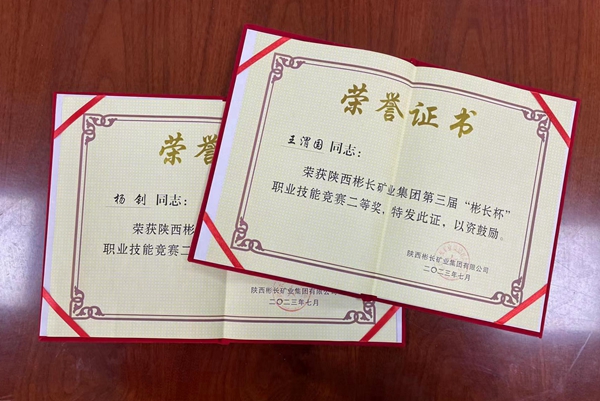 荣誉证书
王渭国 同志:
荣获陕西彬长矿业集团第三届“彬长杯”
职业技能竞赛二等奖,特发此证,以资鼓励。
陕西彬长矿业集团有限公司
二〇二三年七月
荣誉
杨钊 同志:
荣获陕西彬
职业技能竞赛二
陕西彬长矿业集团有限公司
二〇二三年七月